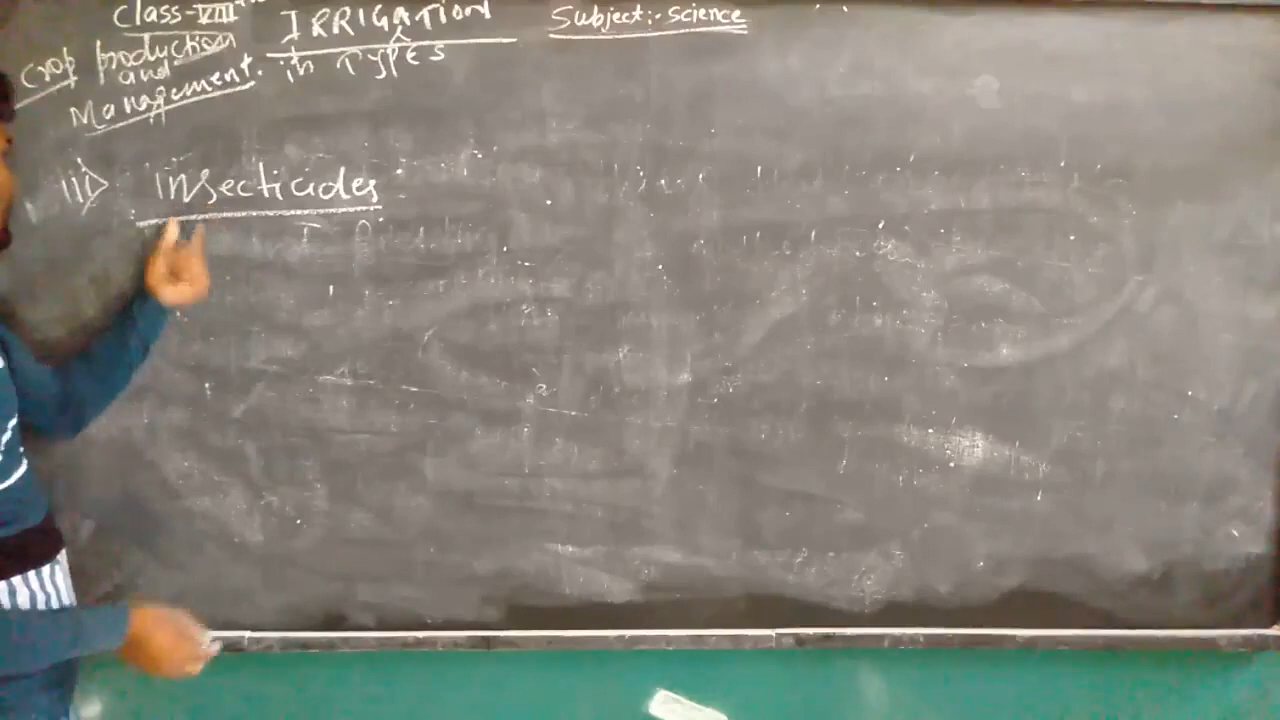 Class-VIII
IRRIGATION
Subject:- Science
Crop production
and
Management.
in TYPES
III) insecticides